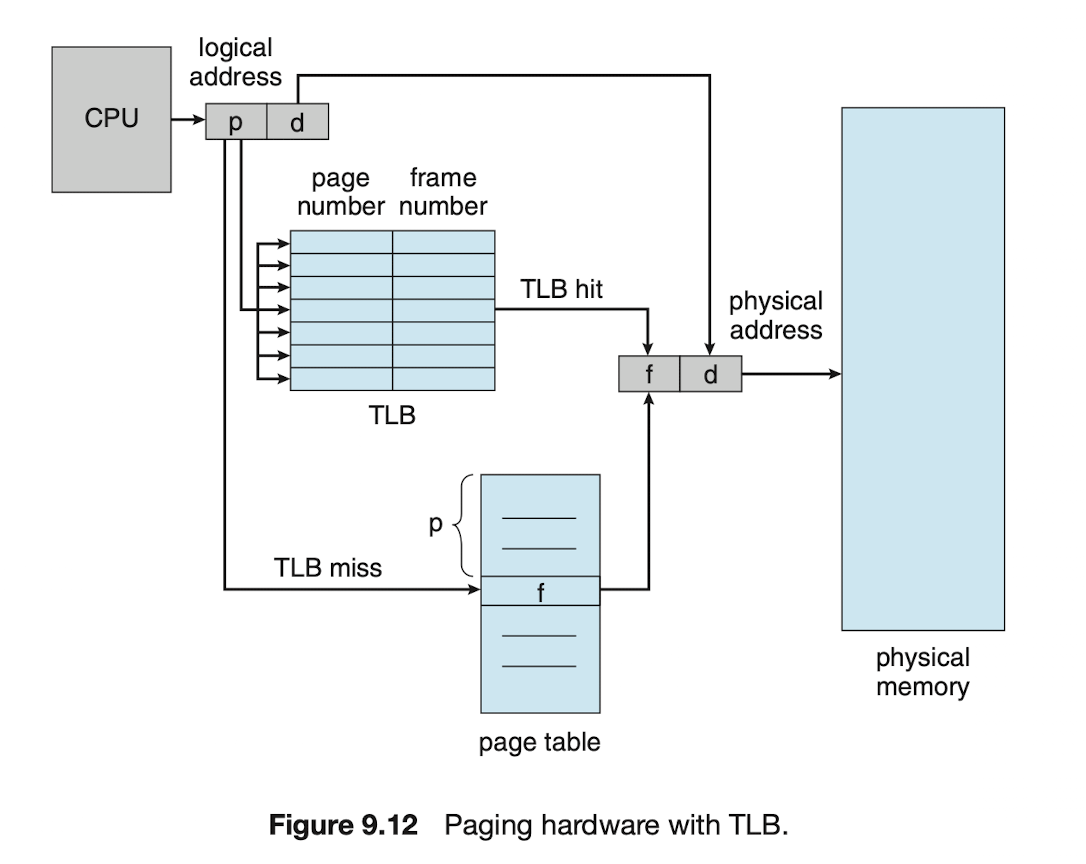 logical
address
CPU
p
d
page
number
frame
number
TLB hit
TLB
physical
address
f
d
p
TLB miss
f
page table
physical
memory
Figure 9.12 Paging hardware with TLB.